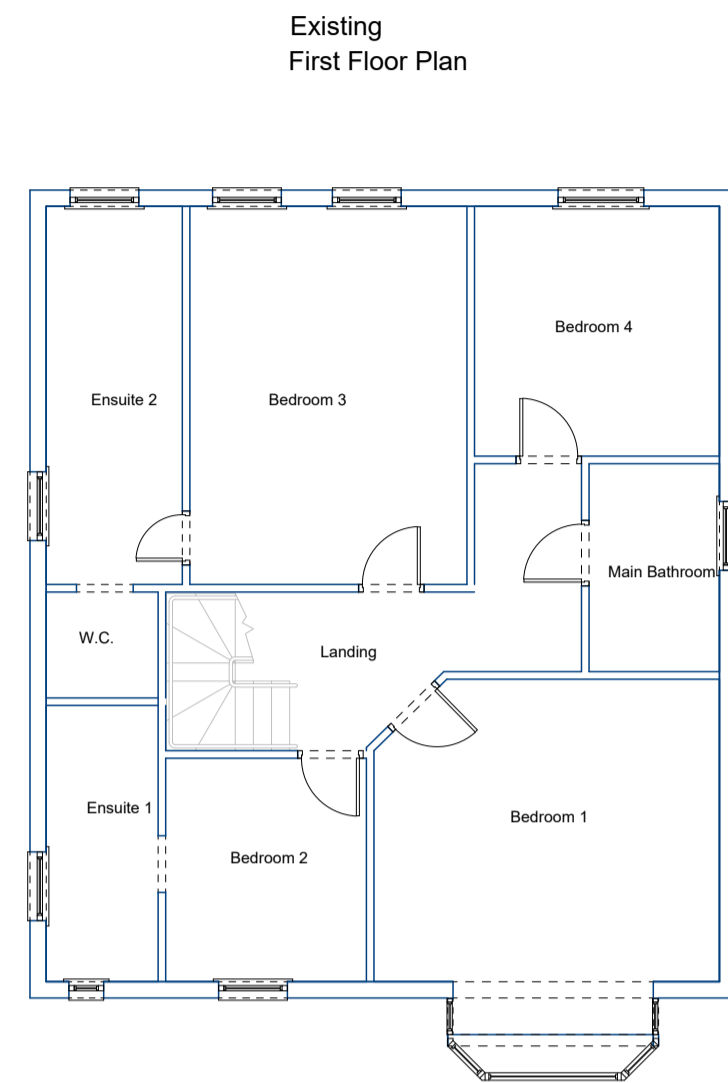 Existing
First Floor Plan
Bedroom 4
Ensuite 2
Bedroom 3
Main Bathroom
W.C.
Landing
Ensuite 1
Bedroom 1
Bedroom 2